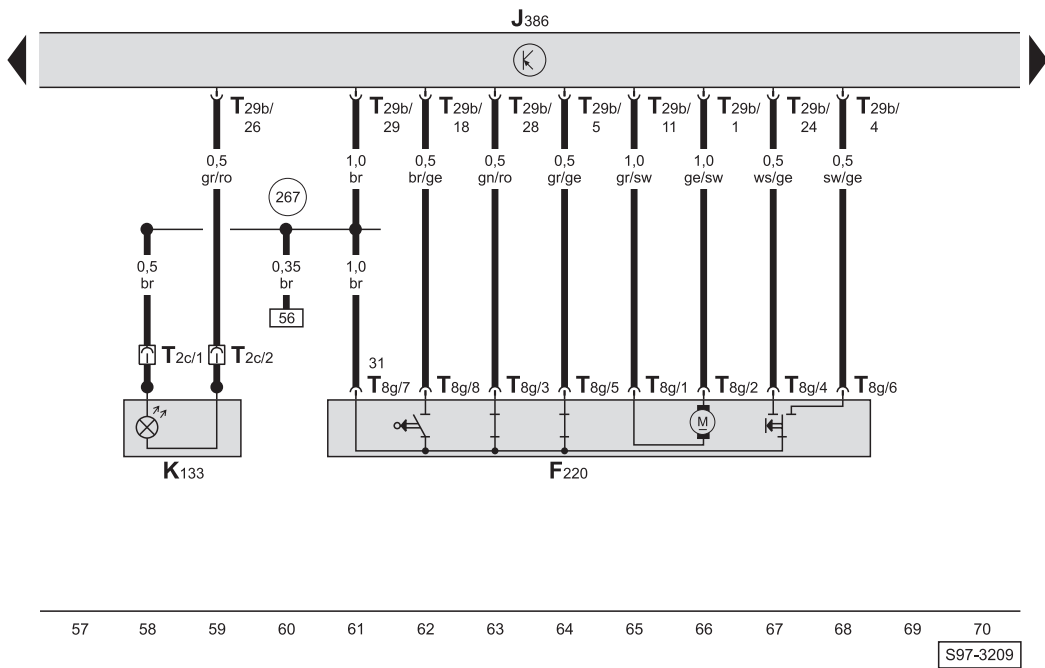 J386
T29b/ T29b/ T29b/ T29b/ T29b/ T29b/ T29b/ T29b/ T29b/
26 29 18 28 5 11 1 24 4
0,5 1,0 0,5 0,5 0,5 1,0 1,0 0,5 0,5
gr/ro br br/ge gn/ro gr/ge gr/sw ge/sw ws/ge sw/ge
267
0,5 0,35 1,0
br br br
56
T2c/1 T2c/2
31
T8g/7 T8g/8 T8g/3 T8g/5 T8g/1 T8g/2 T8g/4 T8g/6
M
K133 F220
57 58 59 60 61 62 63 64 65 66 67 68 69 70
S97-3209